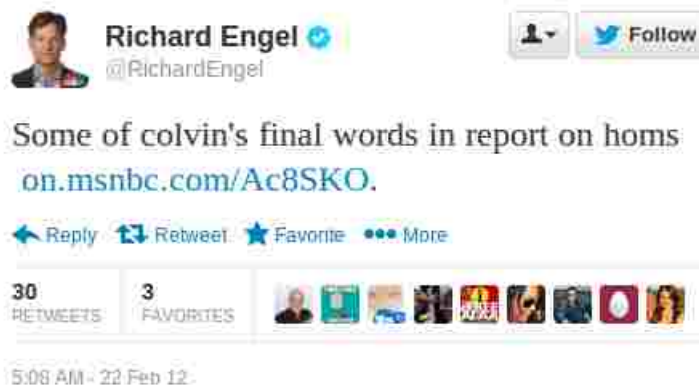 Richard Engel
@RichardEngel
Follow
Some of colvin's final words in report on homs
on.msnbc.com/Ac8SKO.
Reply Retweet Favorite More
30 RETWEETS 3 FAVORITES
5:08 AM - 22 Feb 12